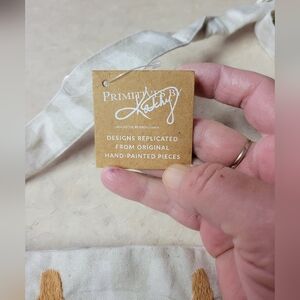 PRIMITIVES BY
Kathy
DESIGNS REPLICATED
FROM ORIGINAL
HAND-PAINTED PIECES